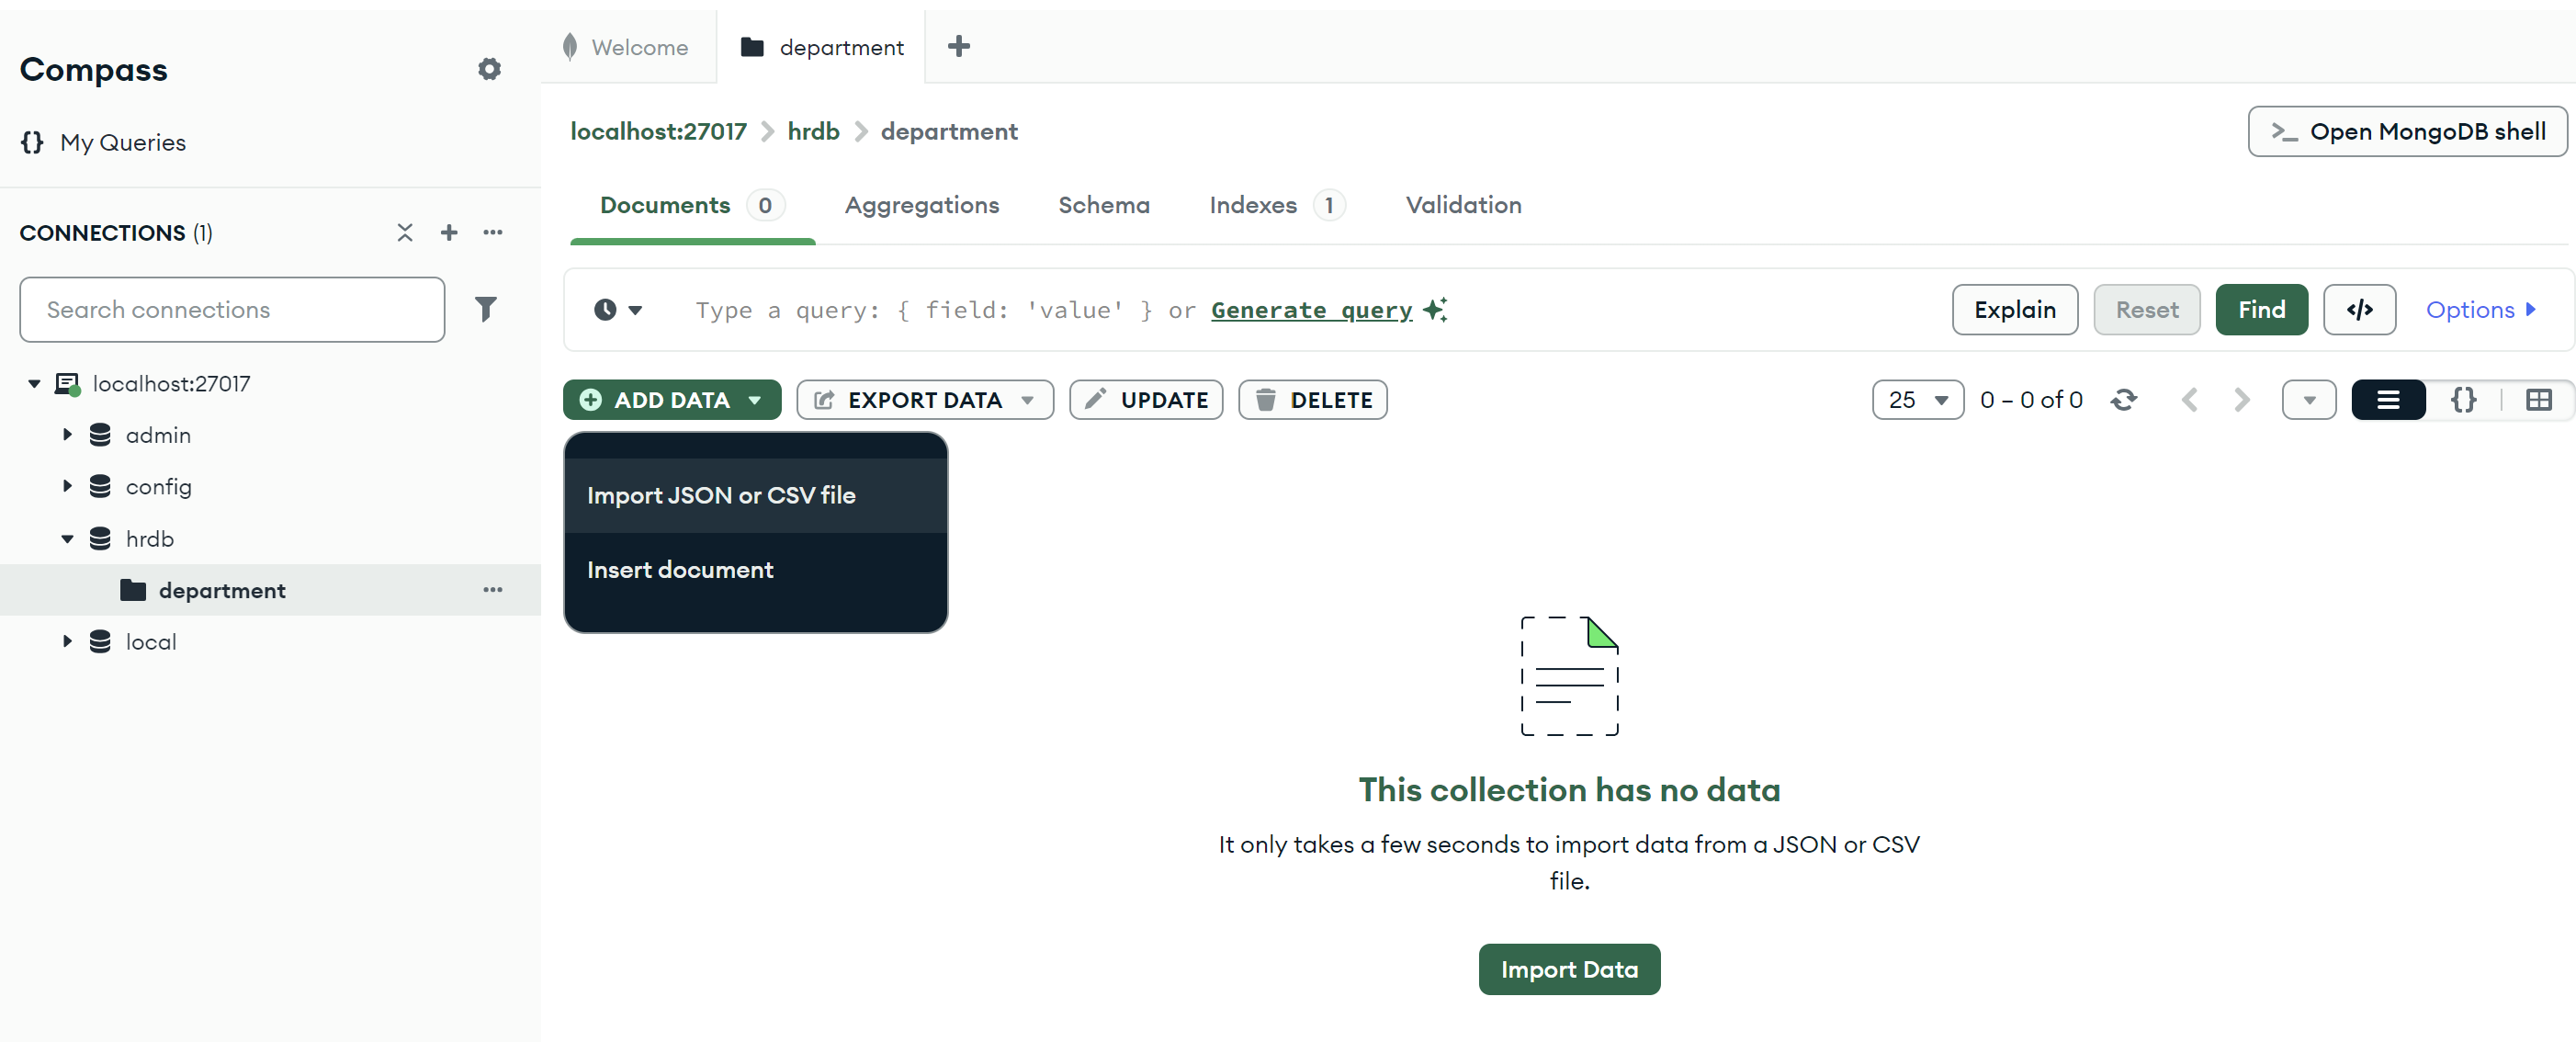 Compass
My Queries
CONNECTIONS (1)
Search connections
localhost:27017
admin
config
hrdb
department
local
Welcome
department
localhost:27017 hrdb department
Open MongoDB shell
Documents 0 Aggregations Schema Indexes 1 Validation
Type a query: { field: 'value' } or Generate query
Explain Reset Find </> Options
ADD DATA EXPORT DATA UPDATE DELETE
25 0 – 0 of 0 {}
Import JSON or CSV file
Insert document
This collection has no data
It only takes a few seconds to import data from a JSON or CSV
file.
Import Data